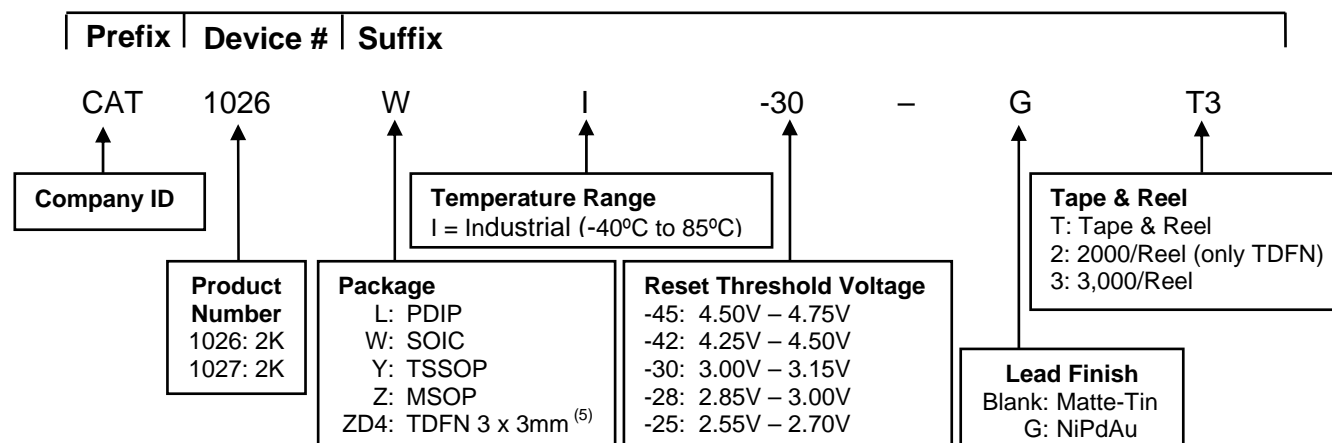 Prefix Device # Suffix
CAT 1026 W I -30 – G T3
Company ID
Temperature Range
I = Industrial (-40ºC to 85ºC)
Tape & Reel
T: Tape & Reel
2: 2000/Reel (only TDFN)
3: 3,000/Reel
Product
Number
1026: 2K
1027: 2K
Package
L: PDIP
W: SOIC
Y: TSSOP
Z: MSOP
ZD4: TDFN 3 x 3mm (5)
Reset Threshold Voltage
-45: 4.50V – 4.75V
-42: 4.25V – 4.50V
-30: 3.00V – 3.15V
-28: 2.85V – 3.00V
-25: 2.55V – 2.70V
Lead Finish
Blank: Matte-Tin
G: NiPdAu